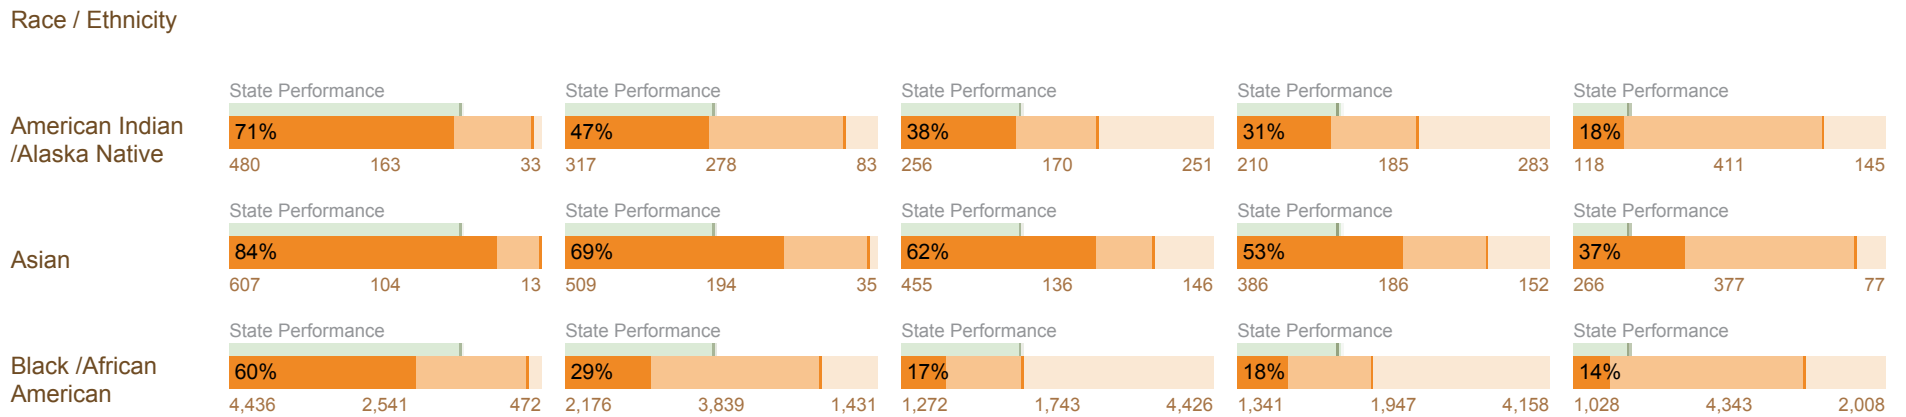 Race / Ethnicity
State Performance State Performance State Performance State Performance State Performance
American Indian
/Alaska Native
71% 47% 38% 31% 18%
480 163 33 317 278 83 256 170 251 210 185 283 118 411 145
State Performance State Performance State Performance State Performance State Performance
Asian 84% 69% 62% 53% 37%
607 104 13 509 194 35 455 136 146 386 186 152 266 377 77
State Performance State Performance State Performance State Performance State Performance
Black /African
American
60% 29% 17% 18% 14%
4,436 2,541 472 2,176 3,839 1,431 1,272 1,743 4,426 1,341 1,947 4,158 1,028 4,343 2,008